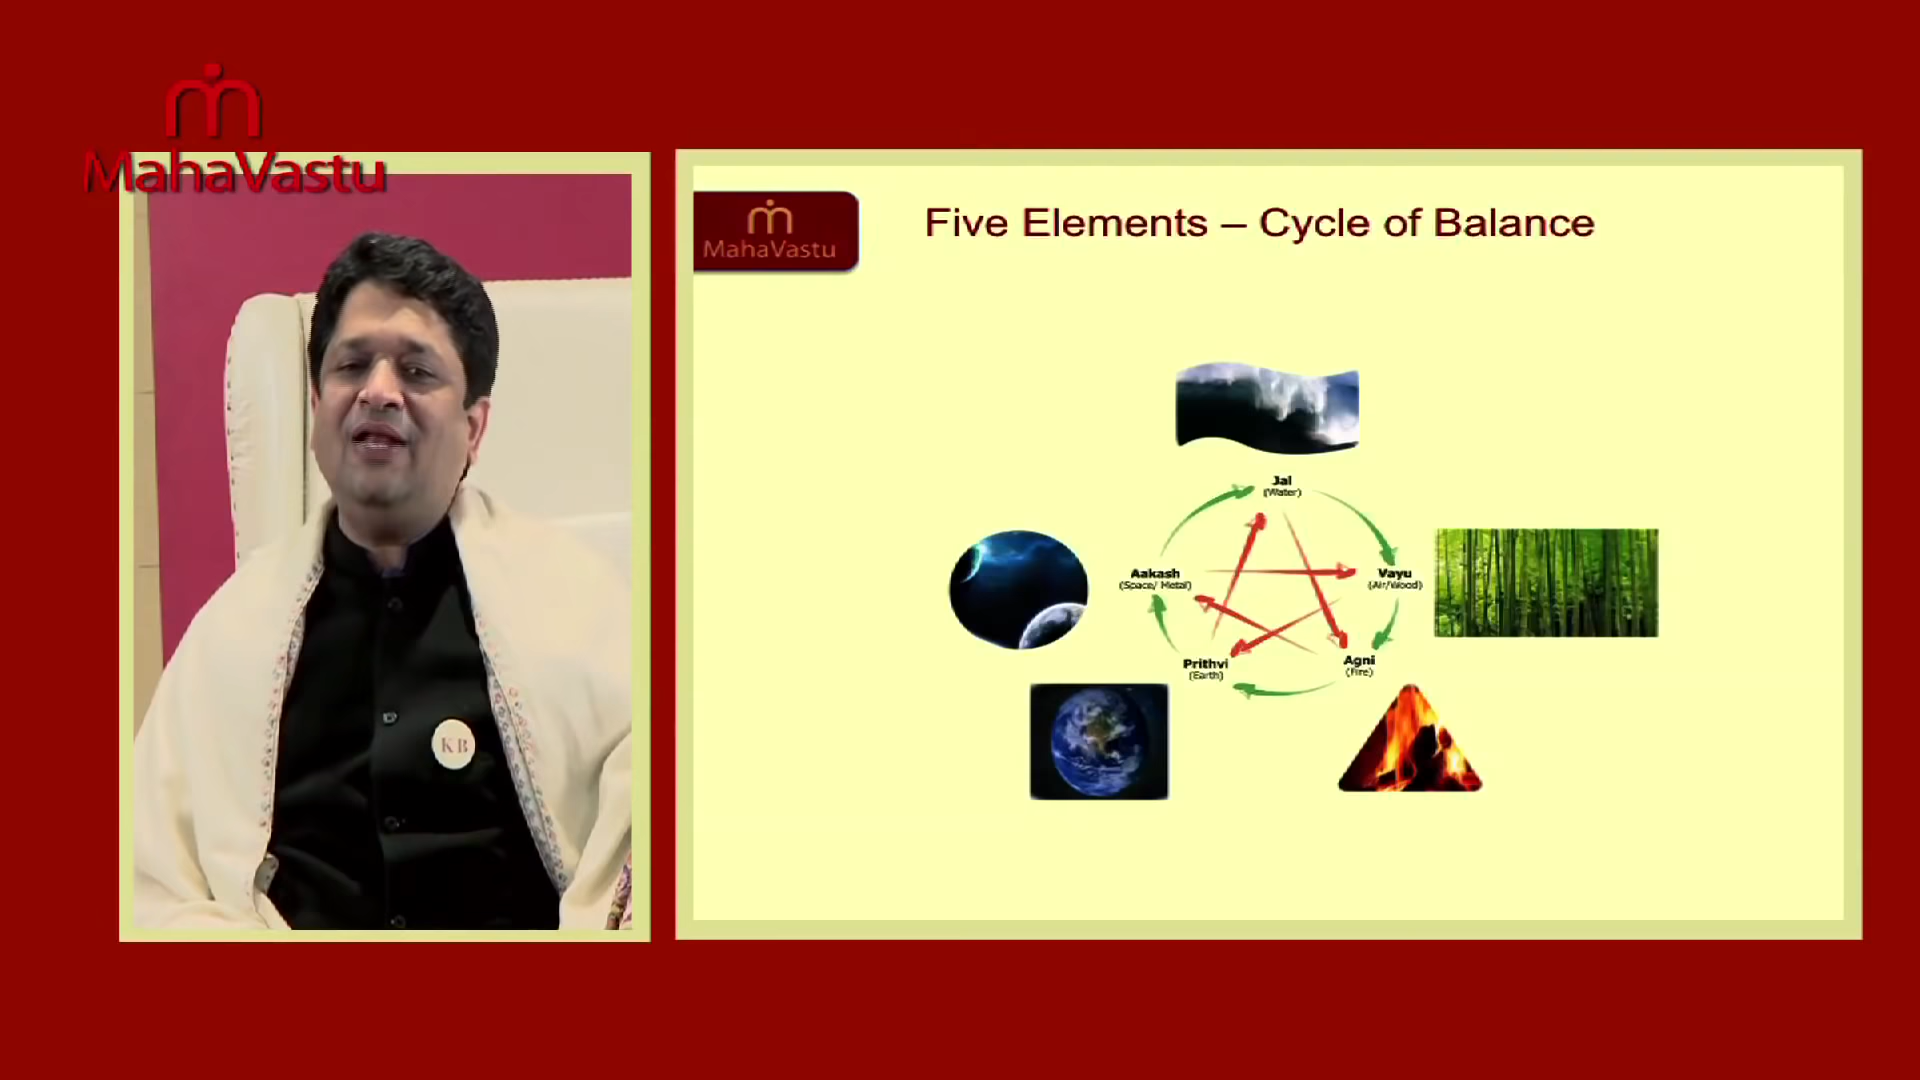 MahaVastu
MahaVastu
Five Elements – Cycle of Balance
Jal
(Water)
Aakash
(Space/ Metal)
Vayu
(Air/Wood)
Prithvi
(Earth)
Agni
(Fire)
KB